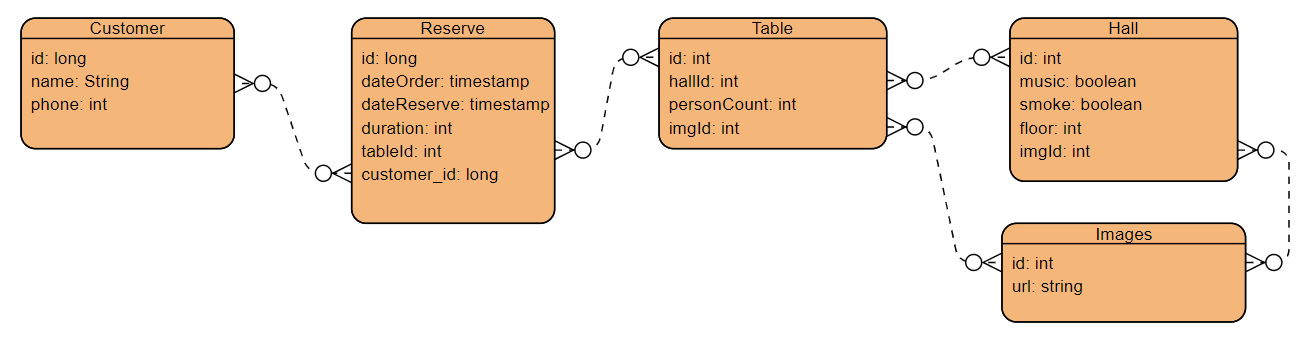 Customer
id: long
name: String
phone: int
Reserve
id: long
dateOrder: timestamp
dateReserve: timestamp
duration: int
tableId: int
customer_id: long
Table
id: int
hallId: int
personCount: int
imgId: int
Hall
id: int
music: boolean
smoke: boolean
floor: int
imgId: int
Images
id: int
url: string